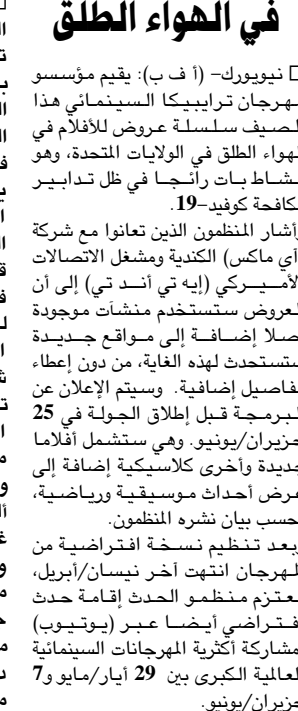 في الهواء الطلق
□ نيويورك- (أ ف ب): يقيم مؤسسو
مهرجان ترايبيكا السينمائي هذا
الصيف سلسلة عروض للأفلام في
الهواء الطلق في الولايات المتحدة، وهو
نشاط بات رائجا في ظل تدابير
مكافحة كوفيد-19.
وأشار المنظمون الذين تعانوا مع شركة
(آي ماكس) الكندية ومشغل الاتصالات
الأميركي (إيه تي أند تي) إلى أن
العروض ستستخدم منشآت موجودة
أصلا إضافة إلى مواقع جديدة
ستستحدث لهذه الغاية، من دون إعطاء
تفاصيل إضافية. وسيتم الإعلان عن
البرمجة قبل إطلاق الجولة في 25
حزيران/يونيو. وهي ستشمل أفلاما
جديدة وأخرى كلاسيكية إضافة إلى
عرض أحداث موسيقية ورياضية،
بحسب بيان نشره المنظمون.
وبعد تنظيم نسخة افتراضية من
المهرجان انتهت آخر نيسان/أبريل،
يعتزم منظمو الحدث إقامة حدث
افتراضي أيضا عبر (يوتيوب)
بمشاركة أكثرية المهرجانات السينمائية
العالمية الكبرى بين 29 أيار/مايو و7
حزيران/يونيو.